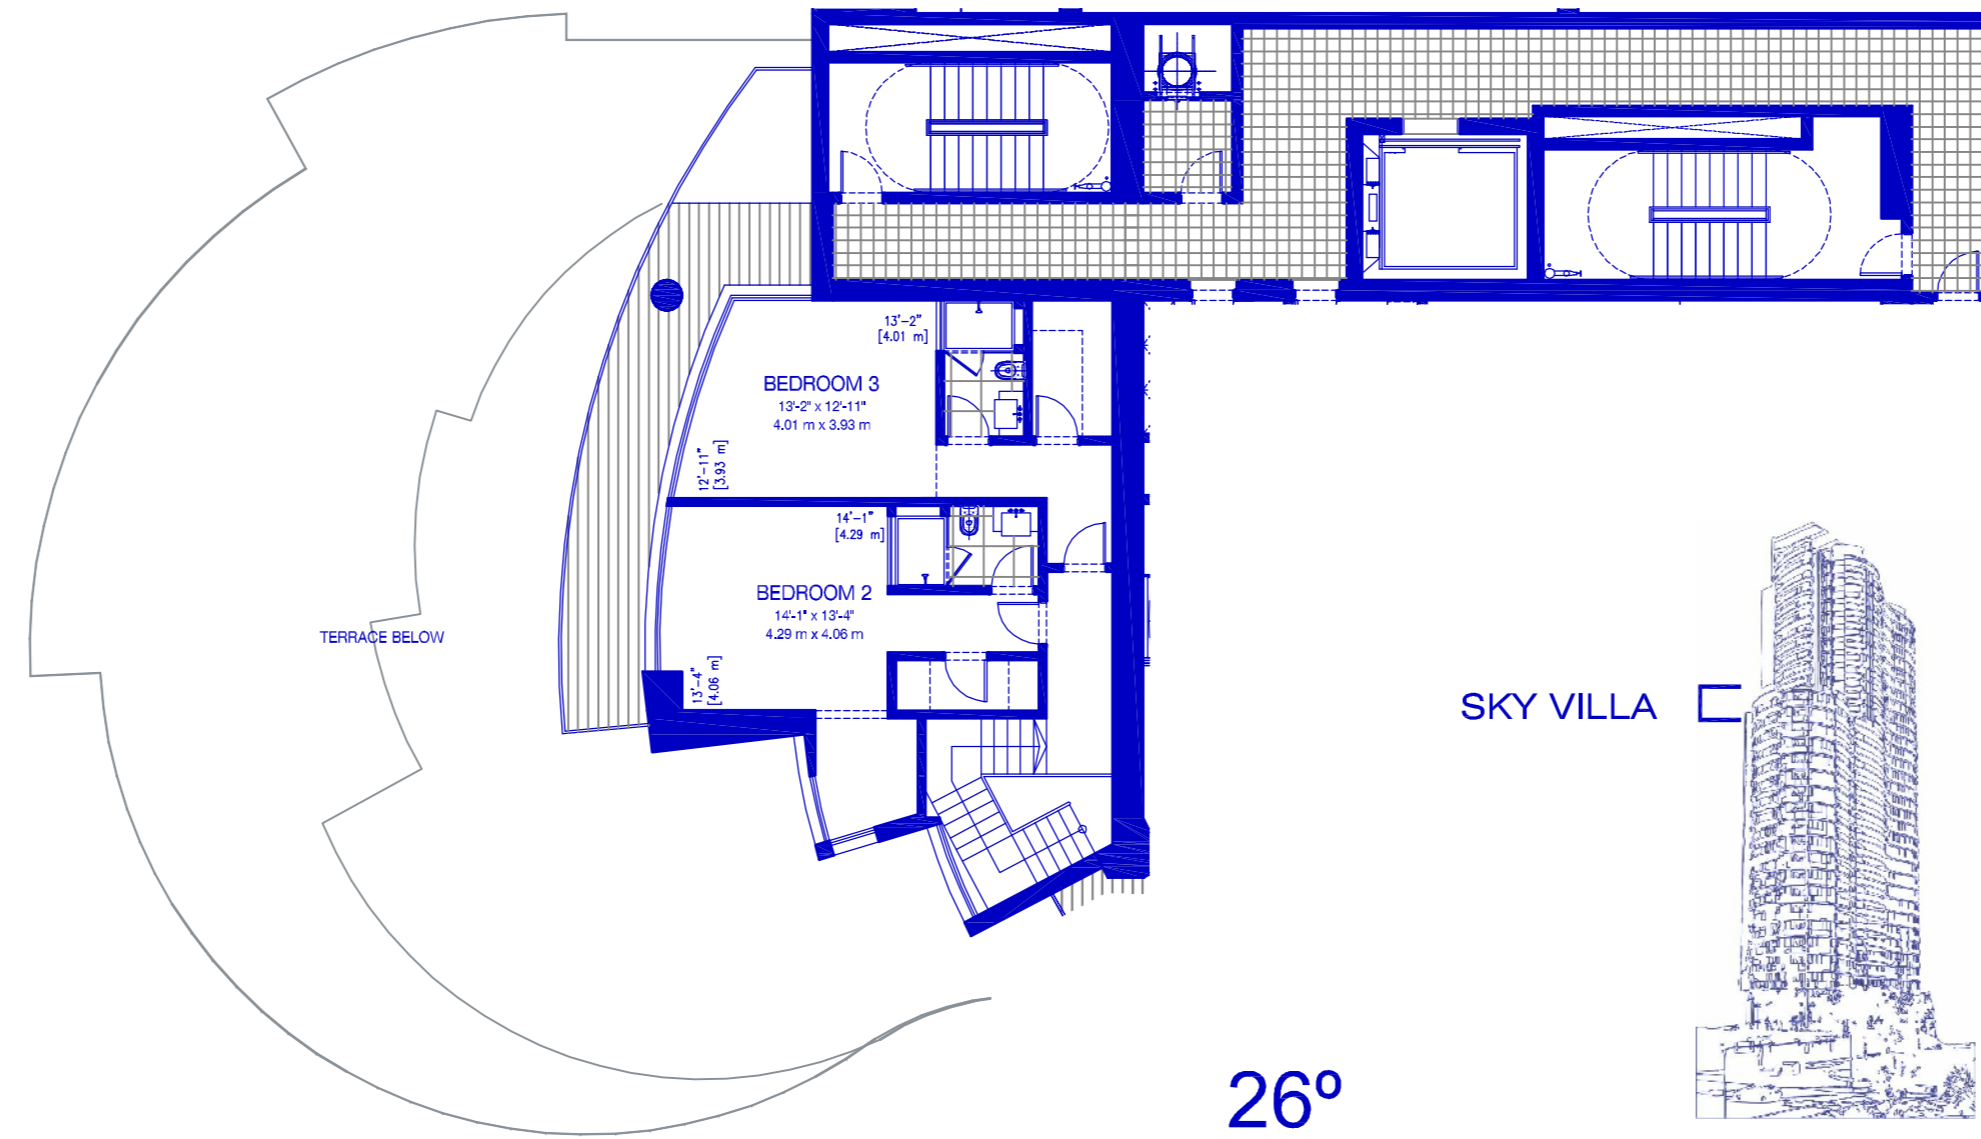 13'-2"
[4.01 m]
BEDROOM 3
13'-2" x 12'-11"
4.01 m x 3.93 m
12'-11"
[3.93 m]
14'-1"
[4.29 m]
BEDROOM 2
14'-1" x 13'-4"
4.29 m x 4.06 m
TERRACE BELOW
13'-4"
[4.06 m]
SKY VILLA
26º